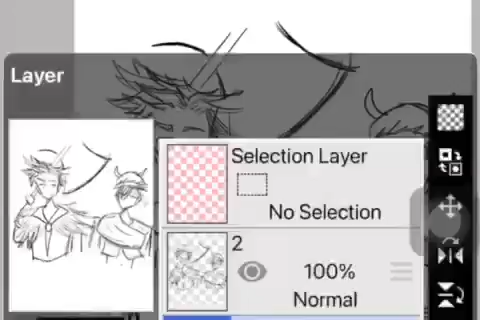 Layer
Selection Layer
No Selection
2
100%
Normal